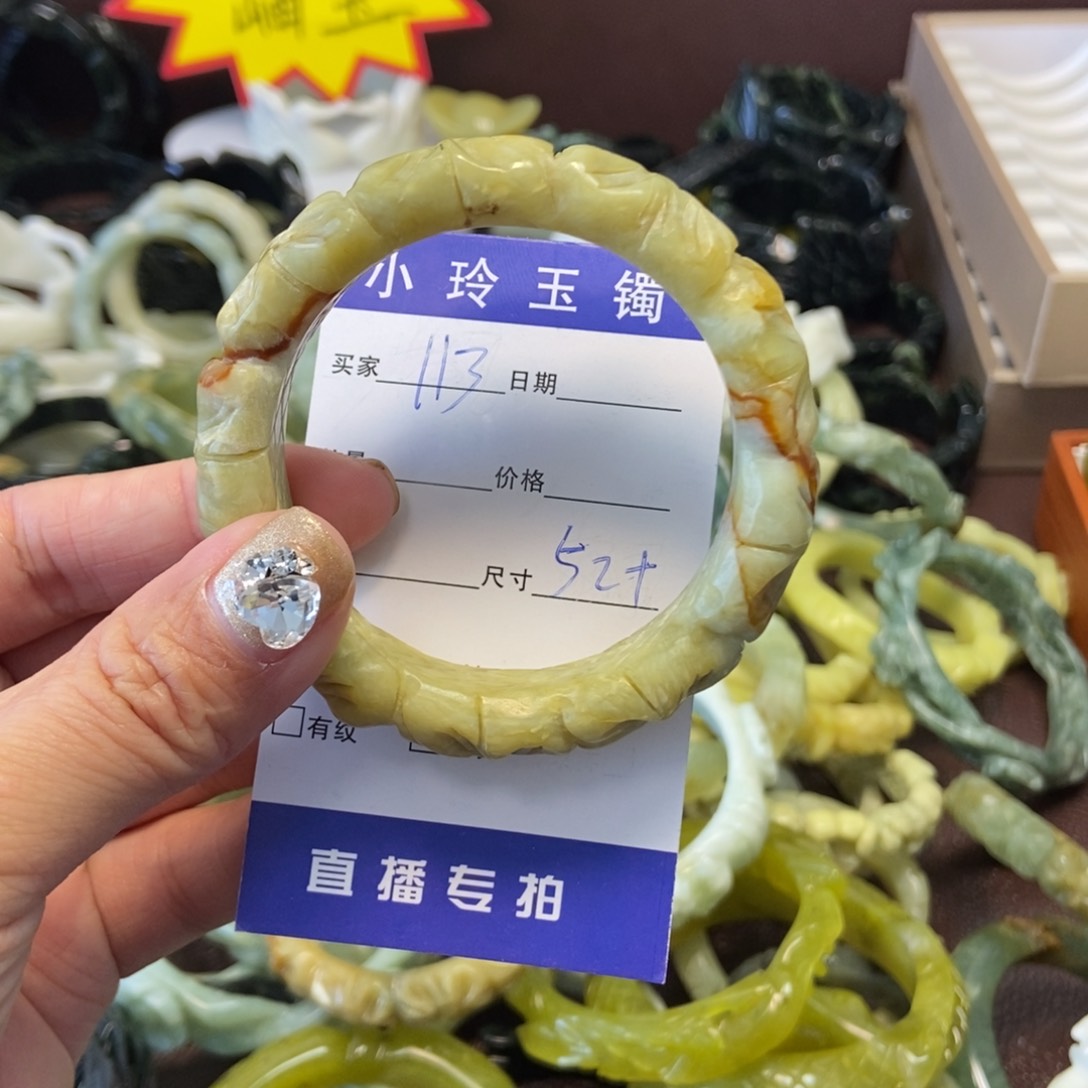 小玲玉镯
买家 113 日期
价格
尺寸 52+
有纹
直播专拍